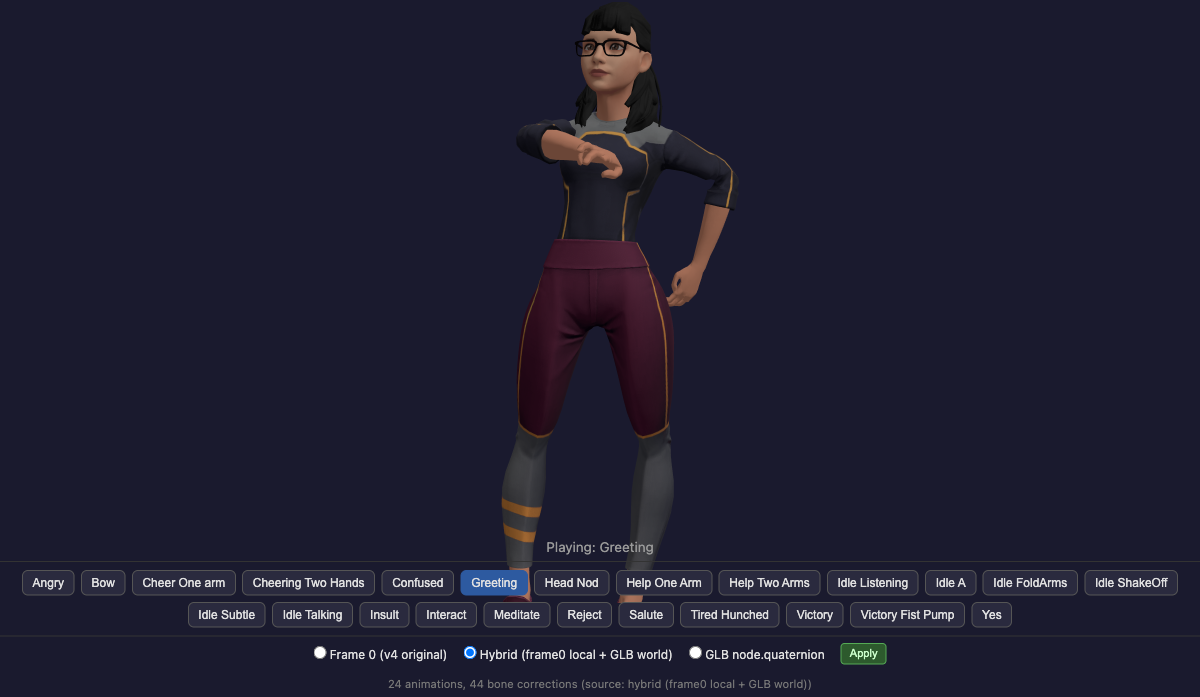 Playing: Greeting
Angry Bow Cheer One arm Cheering Two Hands Confused Greeting Head Nod Help One Arm Help Two Arms Idle Listening Idle A Idle FoldArms Idle ShakeOff
Idle Subtle Idle Talking Insult Interact Meditate Reject Salute Tired Hunched Victory Victory Fist Pump Yes
Frame 0 (v4 original) Hybrid (frame0 local + GLB world) GLB node.quaternion Apply
24 animations, 44 bone corrections (source: hybrid (frame0 local + GLB world))